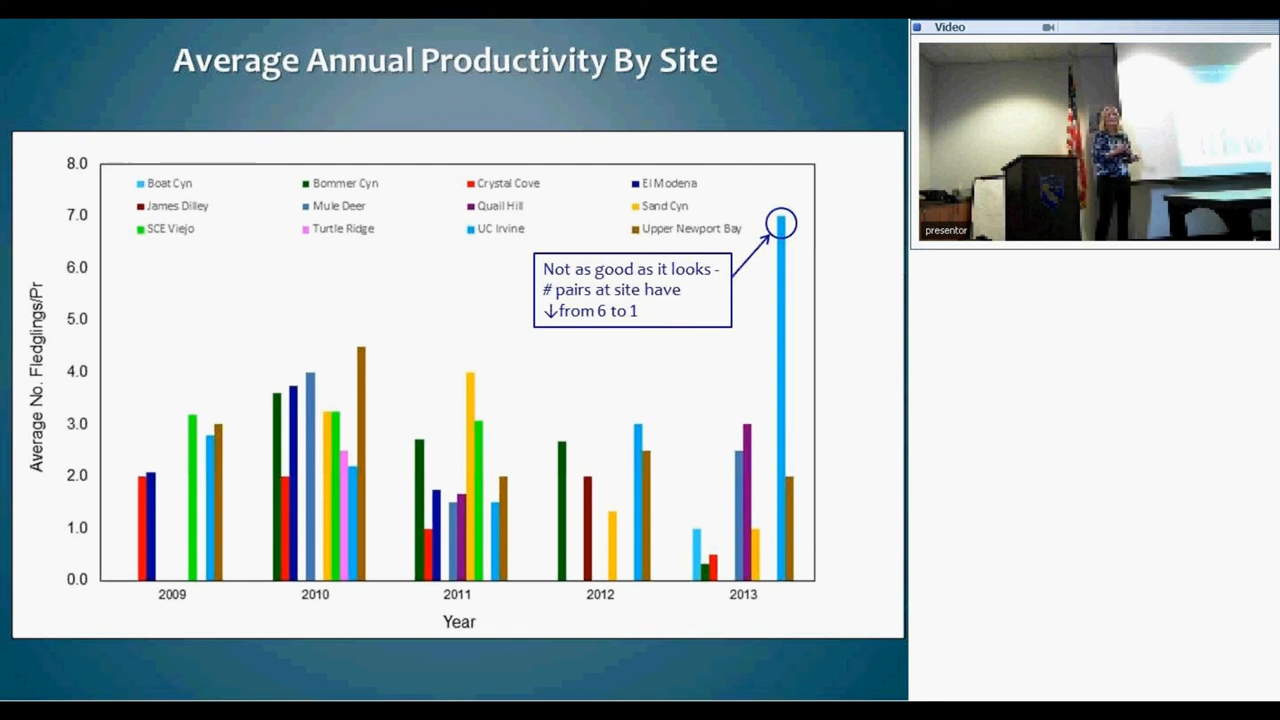 Average Annual Productivity By Site
Video
presentor
8.0
7.0
6.0
5.0
4.0
3.0
2.0
1.0
0.0
Average No. Fledglings/Pr
Boat Cyn
Bommer Cyn
Crystal Cove
El Modena
James Dilley
Mule Deer
Quail Hill
Sand Cyn
SCE Viejo
Turtle Ridge
UC Irvine
Upper Newport Bay
Not as good as it looks -
# pairs at site have
↓from 6 to 1
2009
2010
2011
2012
2013
Year